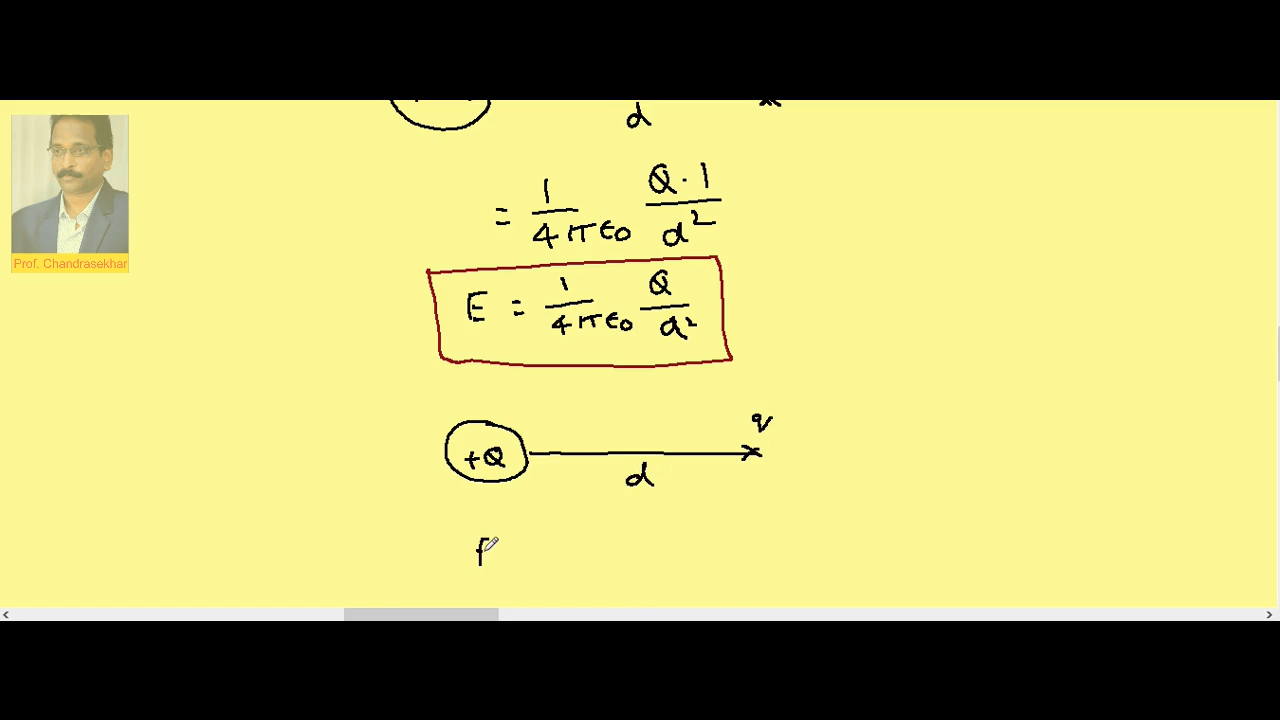 d
= 1/4πϵ0 Q·1/d²
Prof. Chandrasekhar
E = 1/4πϵ0 Q/d²
q
+Q
d
F